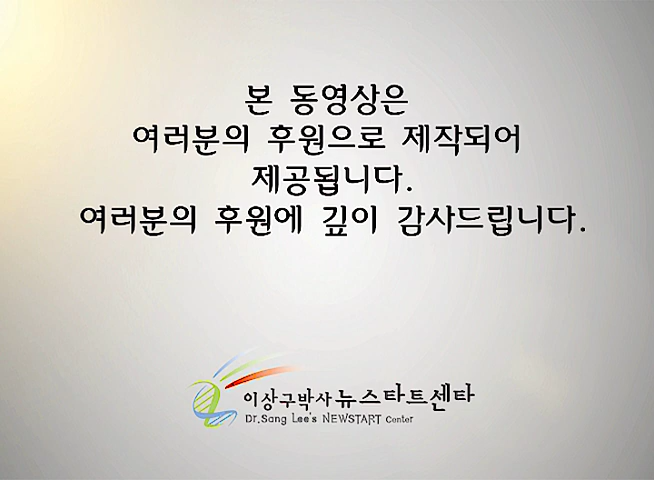 본 동영상은
여러분의 후원으로 제작되어
제공됩니다.
여러분의 후원에 깊이 감사드립니다.
이상구박사 뉴스타트센타
Dr.Sang Lee's NEWSTART Center